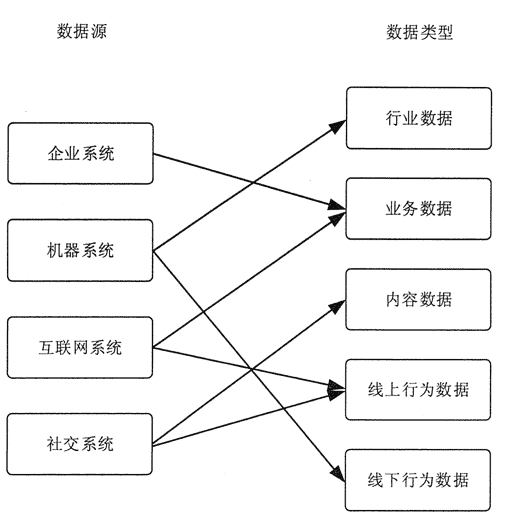 数据源
数据类型
企业系统
机器系统
互联网系统
社交系统
行业数据
业务数据
内容数据
线上行为数据
线下行为数据